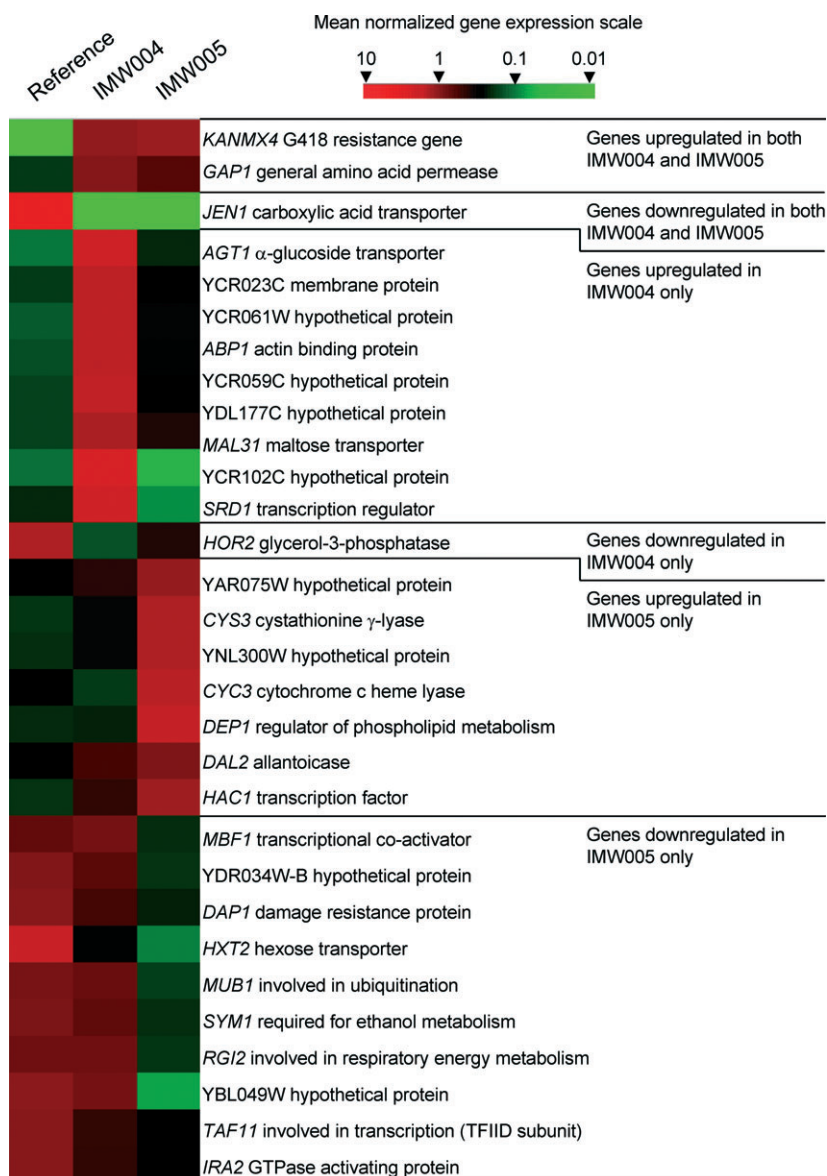 Mean normalized gene expression scale
10 1 0.1 0.01
Reference IMW004 IMW005
KANMX4 G418 resistance gene
GAP1 general amino acid permease
Genes upregulated in both
IMW004 and IMW005
JEN1 carboxylic acid transporter
Genes downregulated in both
IMW004 and IMW005
AGT1 α-glucoside transporter
YCR023C membrane protein
YCR061W hypothetical protein
ABP1 actin binding protein
YCR059C hypothetical protein
YDL177C hypothetical protein
MAL31 maltose transporter
YCR102C hypothetical protein
SRD1 transcription regulator
Genes upregulated in
IMW004 only
HOR2 glycerol-3-phosphatase
Genes downregulated in
IMW004 only
YAR075W hypothetical protein
CYS3 cystathionine γ-lyase
YNL300W hypothetical protein
CYC3 cytochrome c heme lyase
DEP1 regulator of phospholipid metabolism
DAL2 allantoicase
HAC1 transcription factor
Genes upregulated in
IMW005 only
MBF1 transcriptional co-activator
YDR034W-B hypothetical protein
DAP1 damage resistance protein
HXT2 hexose transporter
MUB1 involved in ubiquitination
SYM1 required for ethanol metabolism
RGI2 involved in respiratory energy metabolism
YBL049W hypothetical protein
TAF11 involved in transcription (TFIID subunit)
IRA2 GTPase activating protein
Genes downregulated in
IMW005 only